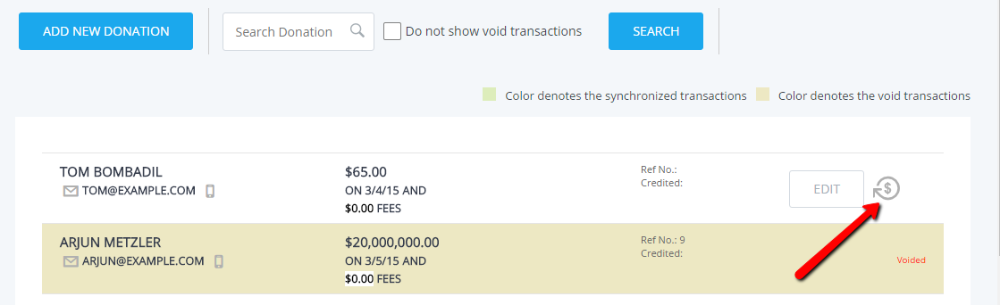 ADD NEW DONATION
Search Donation
Do not show void transactions
SEARCH
Color denotes the synchronized transactions
Color denotes the void transactions
TOM BOMBADIL
TOM@EXAMPLE.COM
$65.00
ON 3/4/15 AND
$0.00 FEES
Ref No.:
Credited:
EDIT
$
ARJUN METZLER
ARJUN@EXAMPLE.COM
$20,000,000.00
ON 3/5/15 AND
$0.00 FEES
Ref No.: 9
Credited:
Voided